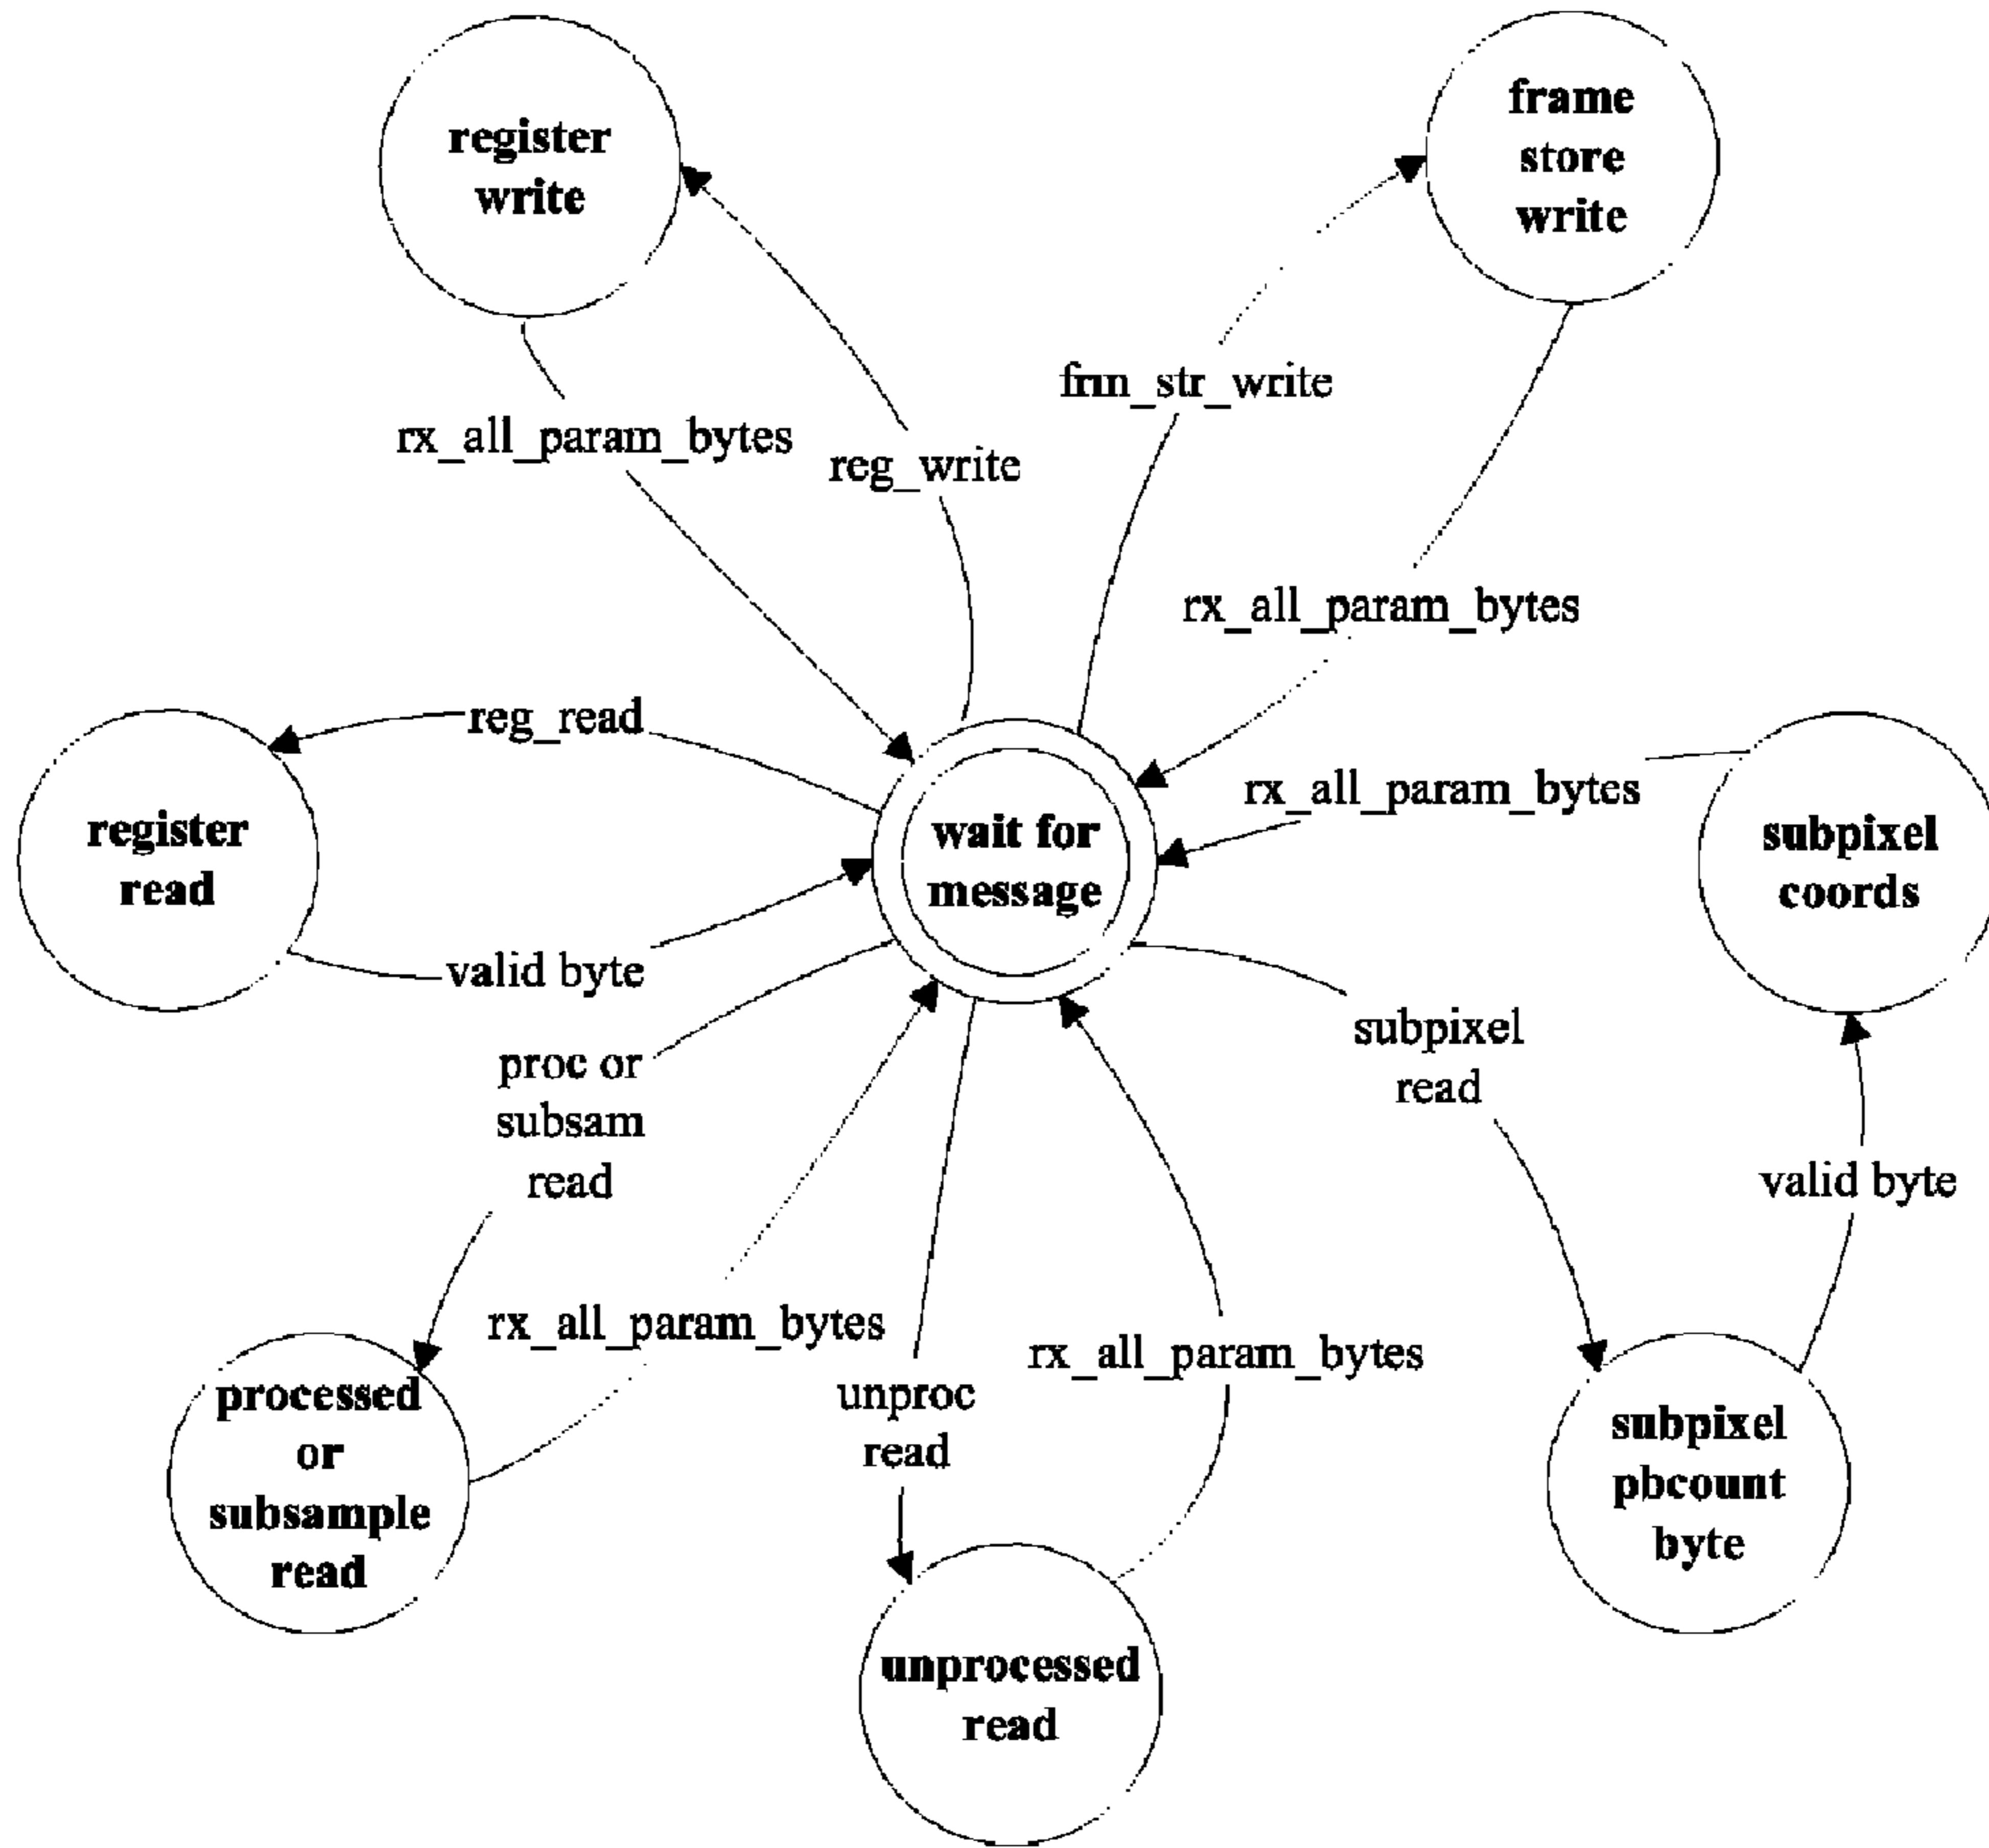 register
write
frame
store
write
frm_str_write
rx_all_param_bytes
reg_write
rx_all_param_bytes
reg_read
rx_all_param_bytes
register
read
wait for
message
subpixel
coords
valid byte
subpixel
read
proc or
subsam
read
valid byte
rx_all_param_bytes
rx_all_param_bytes
unproc
read
processed
or
subsample
read
subpixel
pbcount
byte
unprocessed
read